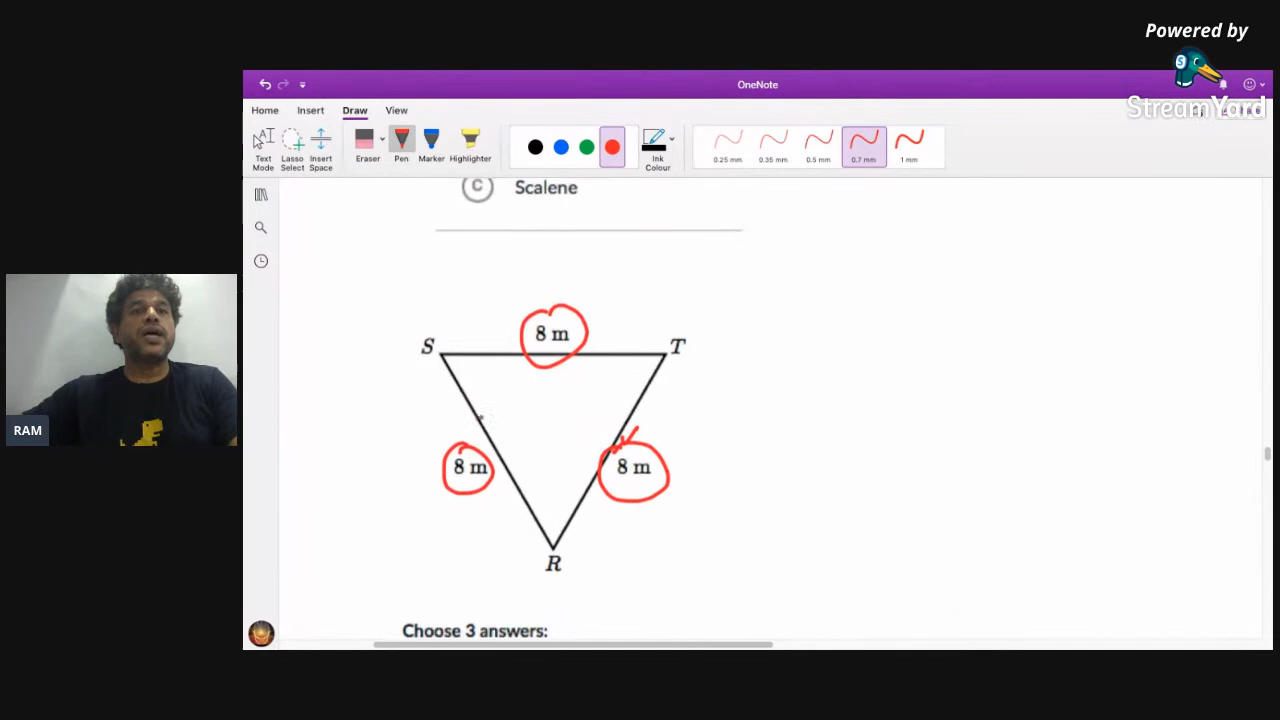 Powered by
StreamYard
OneNote
Home Insert Draw View
Text Mode
Lasso Select
Insert Space
Eraser
Pen
Marker
Highlighter
Ink Colour
0.25 mm
0.35 mm
0.5 mm
0.7 mm
1 mm
C Scalene
8 m
S T
8 m 8 m
R
RAM
Choose 3 answers: